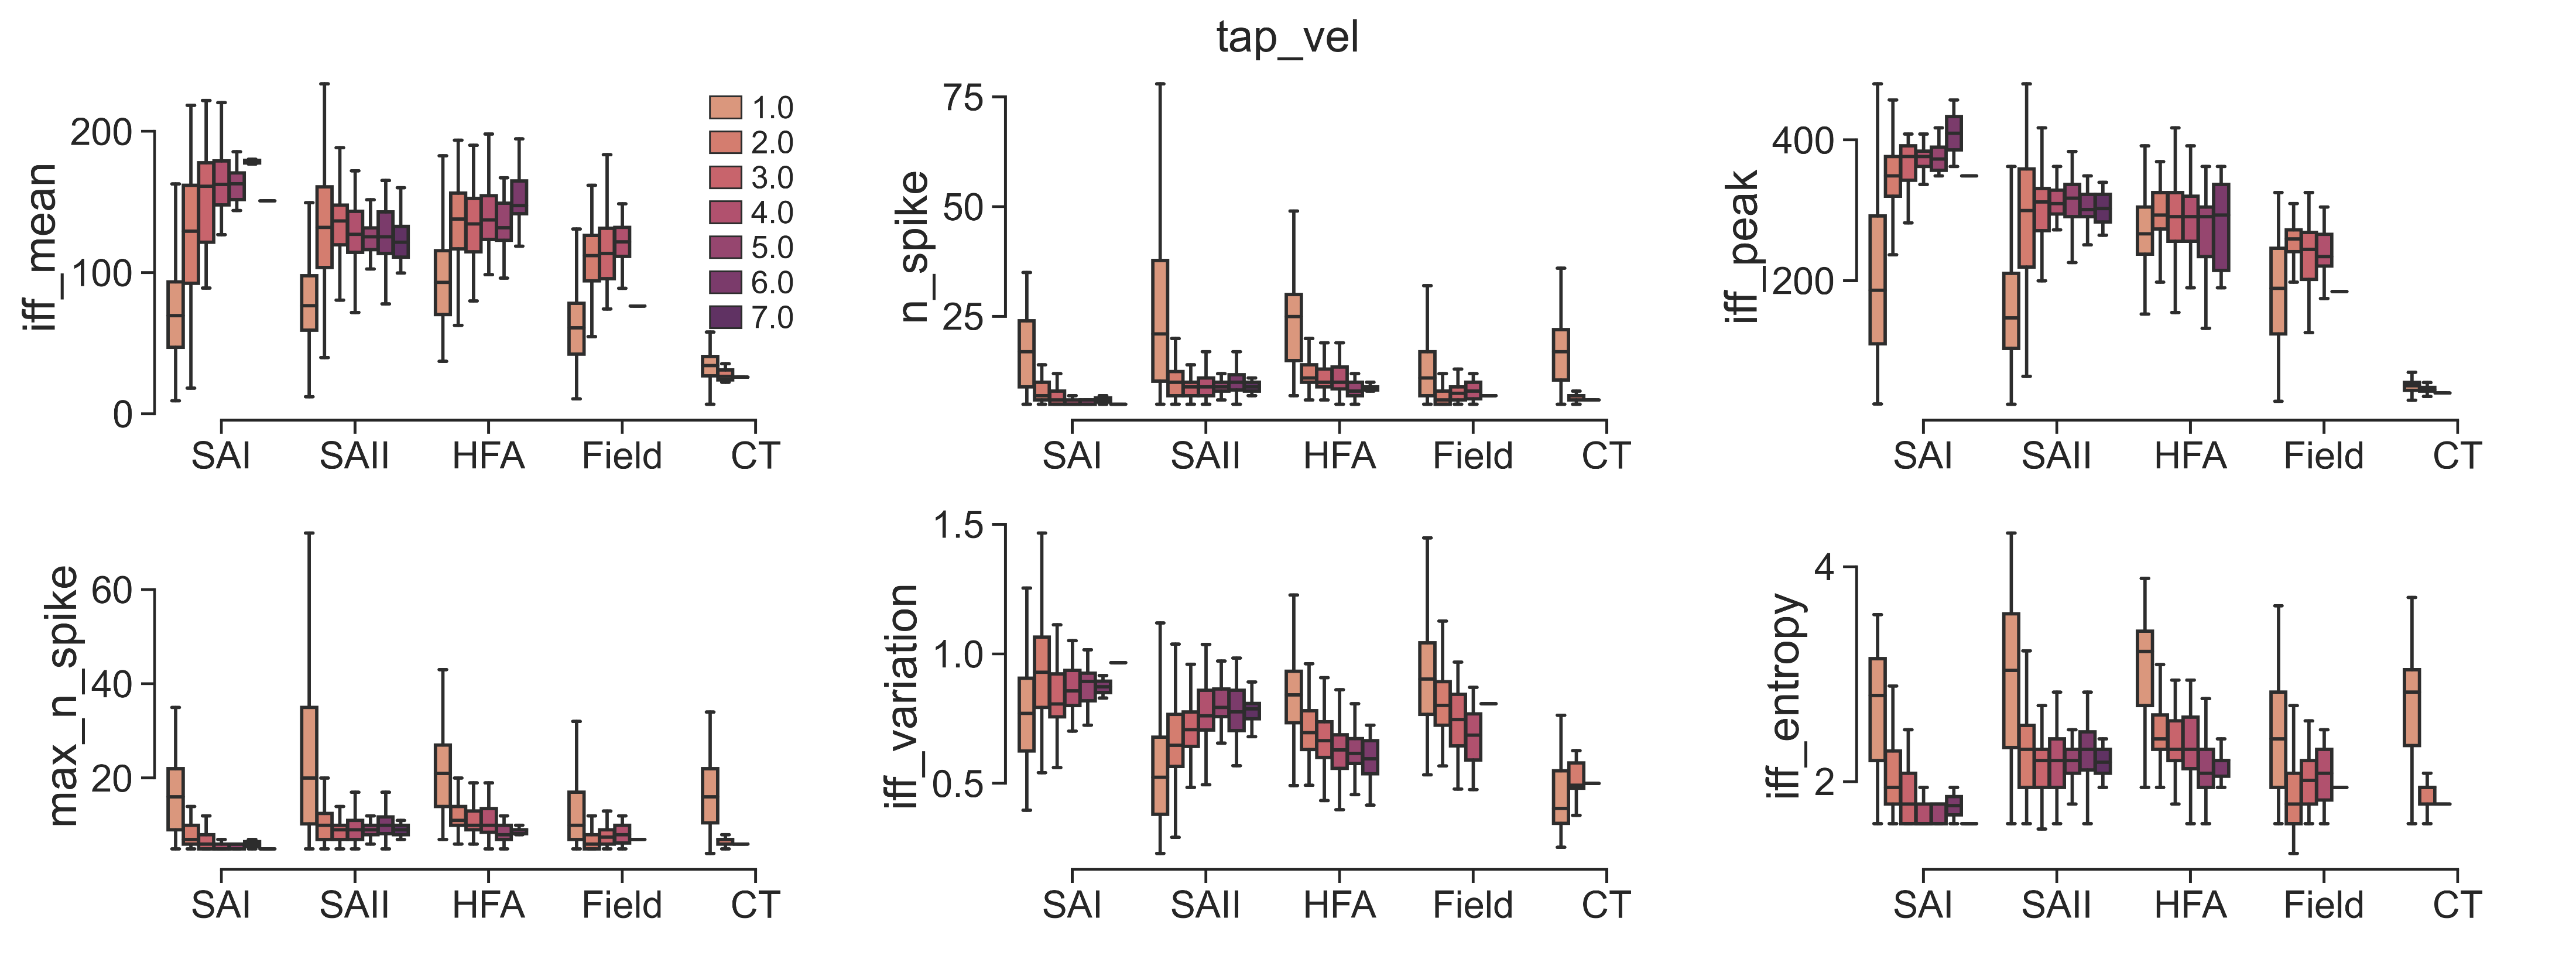 tap_vel
iff_mean
200
100
0
SAI SAII HFA Field CT
1.0
2.0
3.0
4.0
5.0
6.0
7.0
n_spike
75
50
25
SAI SAII HFA Field CT
iff_peak
400
200
SAI SAII HFA Field CT
max_n_spike
60
40
20
SAI SAII HFA Field CT
iff_variation
1.5
1.0
0.5
SAI SAII HFA Field CT
iff_entropy
4
2
SAI SAII HFA Field CT